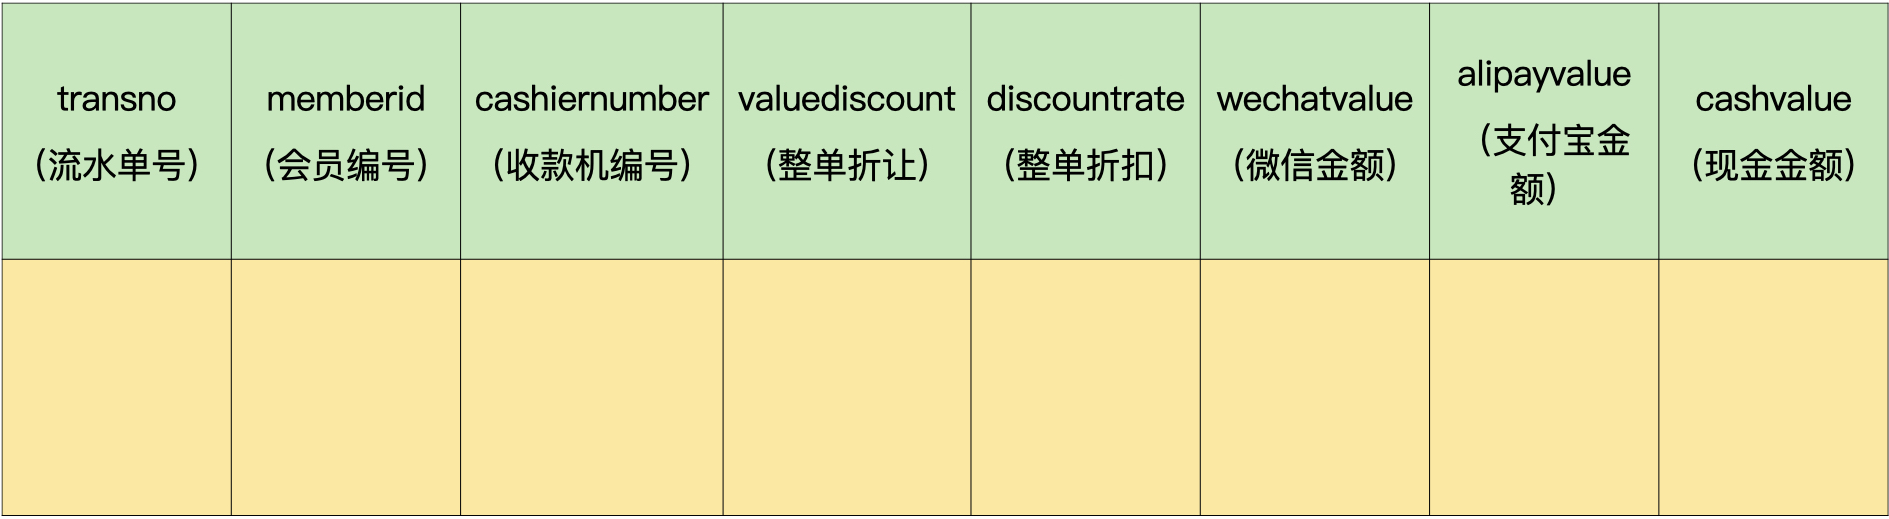 transno
（流水单号）
memberid
（会员编号）
cashiernumber
（收款机编号）
valuediscount
（整单折让）
discountrate
（整单折扣）
wechatvalue
（微信金额）
alipayvalue
（支付宝金
额）
cashvalue
（现金金额）